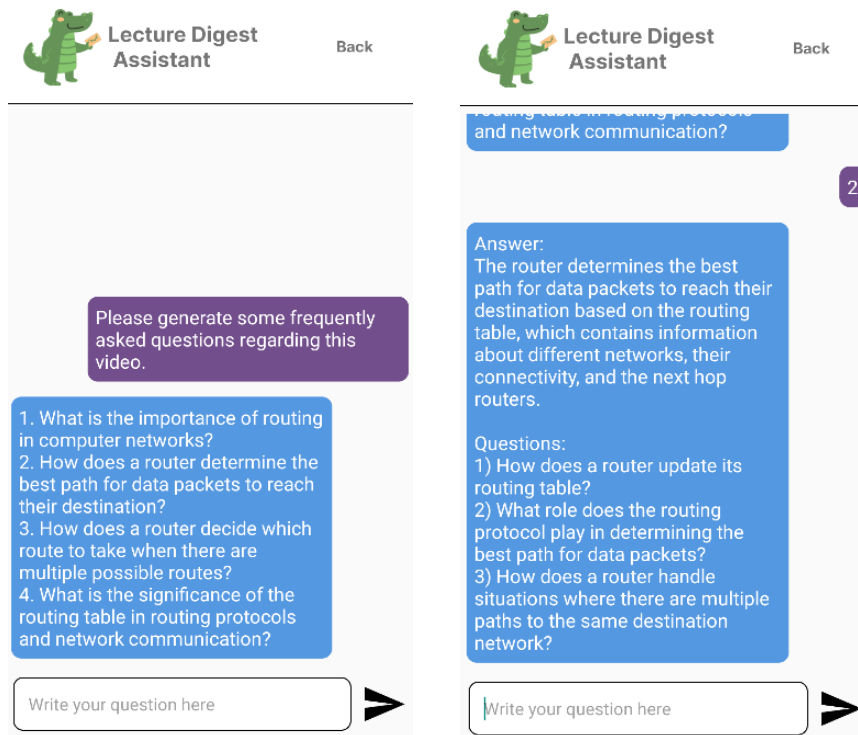 Lecture Digest
Assistant
Back
Please generate some frequently
asked questions regarding this
video.
1. What is the importance of routing
in computer networks?
2. How does a router determine the
best path for data packets to reach
their destination?
3. How does a router decide which
route to take when there are
multiple possible routes?
4. What is the significance of the
routing table in routing protocols
and network communication?
Write your question here
Lecture Digest
Assistant
Back
routing table in routing protocols
and network communication?
2
Answer:
The router determines the best
path for data packets to reach their
destination based on the routing
table, which contains information
about different networks, their
connectivity, and the next hop
routers.
Questions:
1) How does a router update its
routing table?
2) What role does the routing
protocol play in determining the
best path for data packets?
3) How does a router handle
situations where there are multiple
paths to the same destination
network?
Write your question here